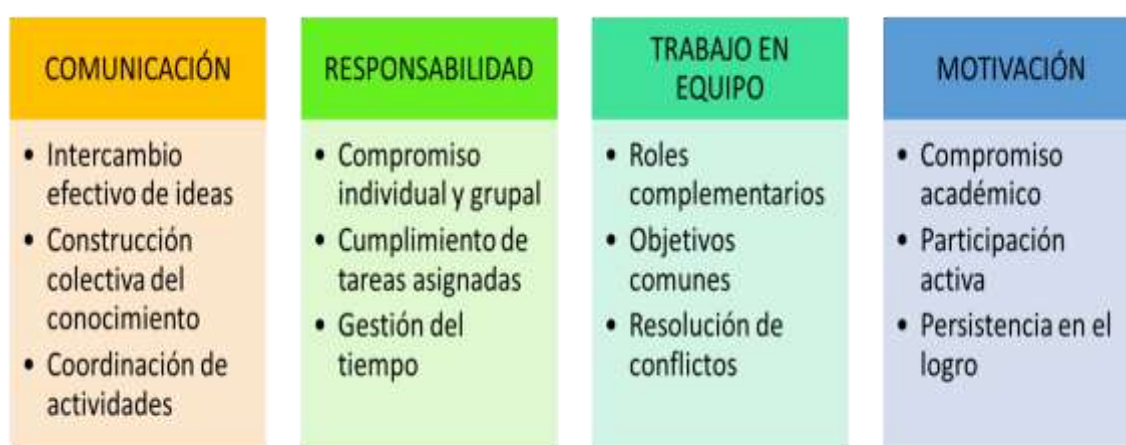 COMUNICACIÓN
• Intercambio
efectivo de ideas
• Construcción
colectiva del
conocimiento
• Coordinación de
actividades
RESPONSABILIDAD
• Compromiso
individual y grupal
• Cumplimiento de
tareas asignadas
• Gestión del
tiempo
TRABAJO EN
EQUIPO
• Roles
complementarios
• Objetivos
comunes
• Resolución de
conflictos
MOTIVACIÓN
• Compromiso
académico
• Participación
activa
• Persistencia en el
logro